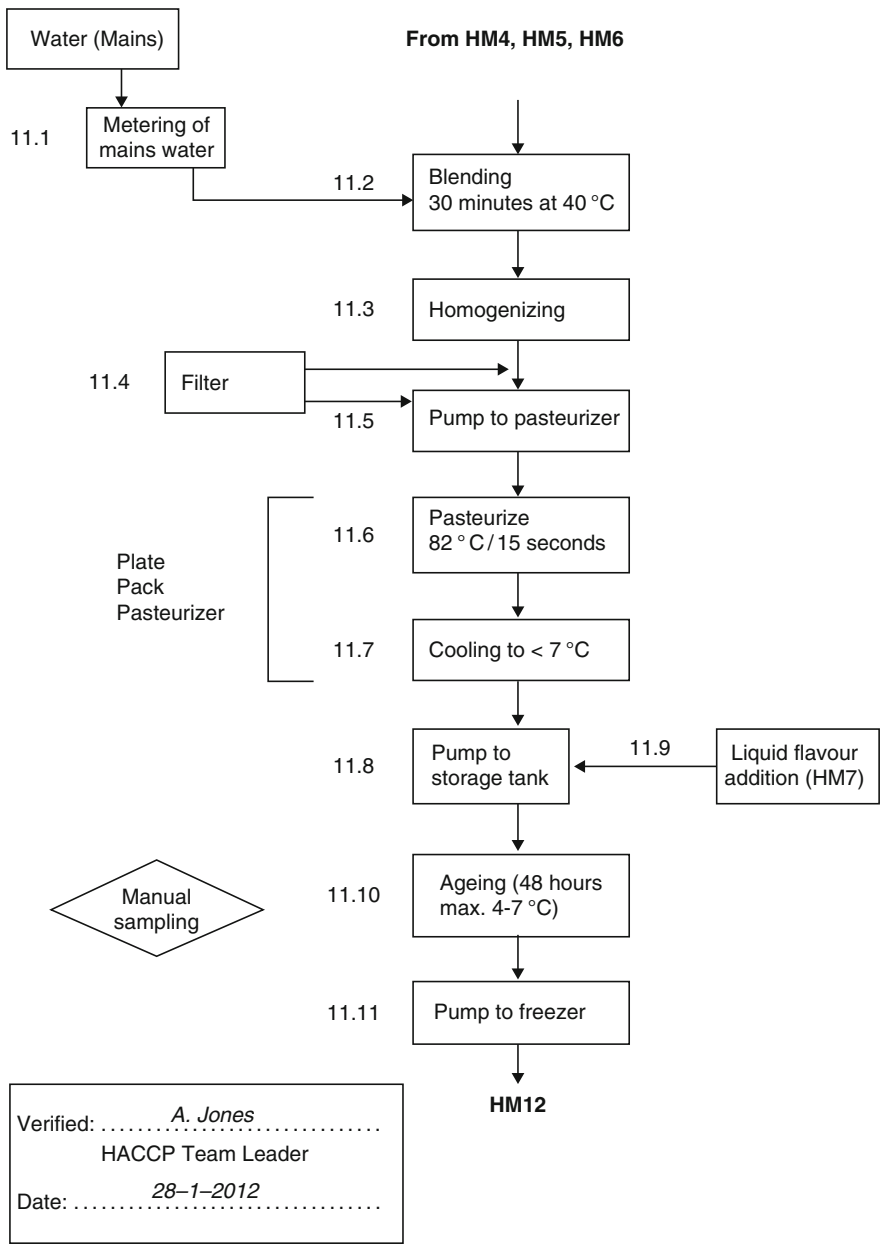 Water (Mains)
From HM4, HM5, HM6
11.1
Metering of
mains water
11.2
Blending
30 minutes at 40 °C
11.3
Homogenizing
11.4
Filter
11.5
Pump to pasteurizer
Plate
Pack
Pasteurizer
11.6
Pasteurize
82 °C/15 seconds
11.7
Cooling to < 7 °C
11.8
Pump to
storage tank
11.9
Liquid flavour
addition (HM7)
Manual
sampling
11.10
Ageing (48 hours
max. 4-7 °C)
11.11
Pump to freezer
HM12
Verified: A. Jones
HACCP Team Leader
Date: 28–1–2012